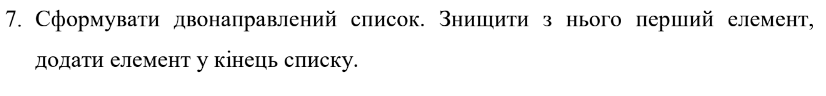 7. Сформувати двонаправлений список. Знищити з нього перший елемент,
додати елемент у кінець списку.